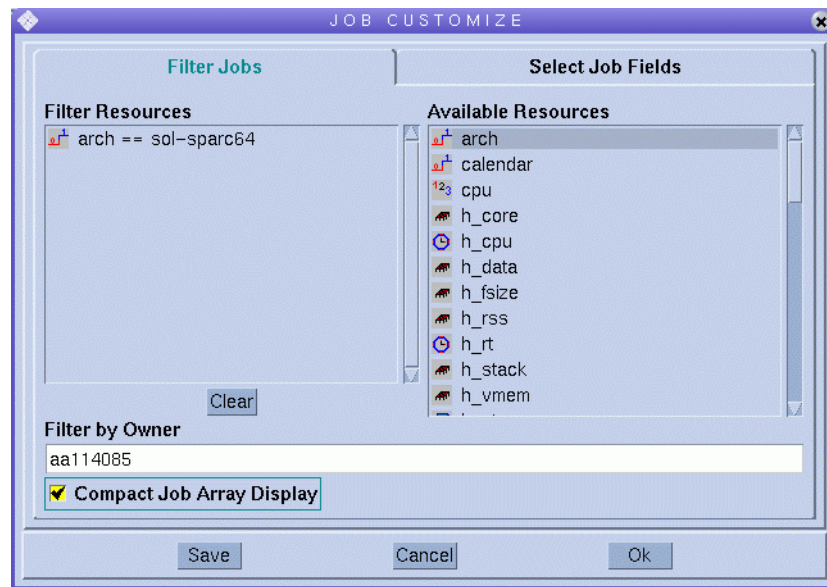 JOB CUSTOMIZE
Filter Jobs
Select Job Fields
Filter Resources
arch == sol-sparc64
Clear
Available Resources
arch
calendar
123 cpu
h_core
h_cpu
h_data
h_fsize
h_rss
h_rt
h_stack
h_vmem
Filter by Owner
aa114085
Compact Job Array Display
Save
Cancel
Ok